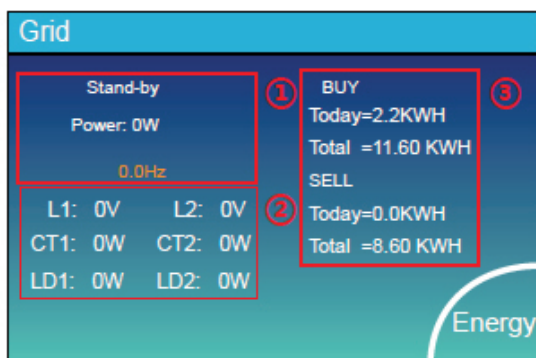 Grid
Stand-by
Power: 0W
0.0Hz
①
L1: 0V L2: 0V
CT1: 0W CT2: 0W
LD1: 0W LD2: 0W
②
BUY
Today=2.2KWH
Total =11.60 KWH
SELL
Today=0.0KWH
Total =8.60 KWH
③
Energy